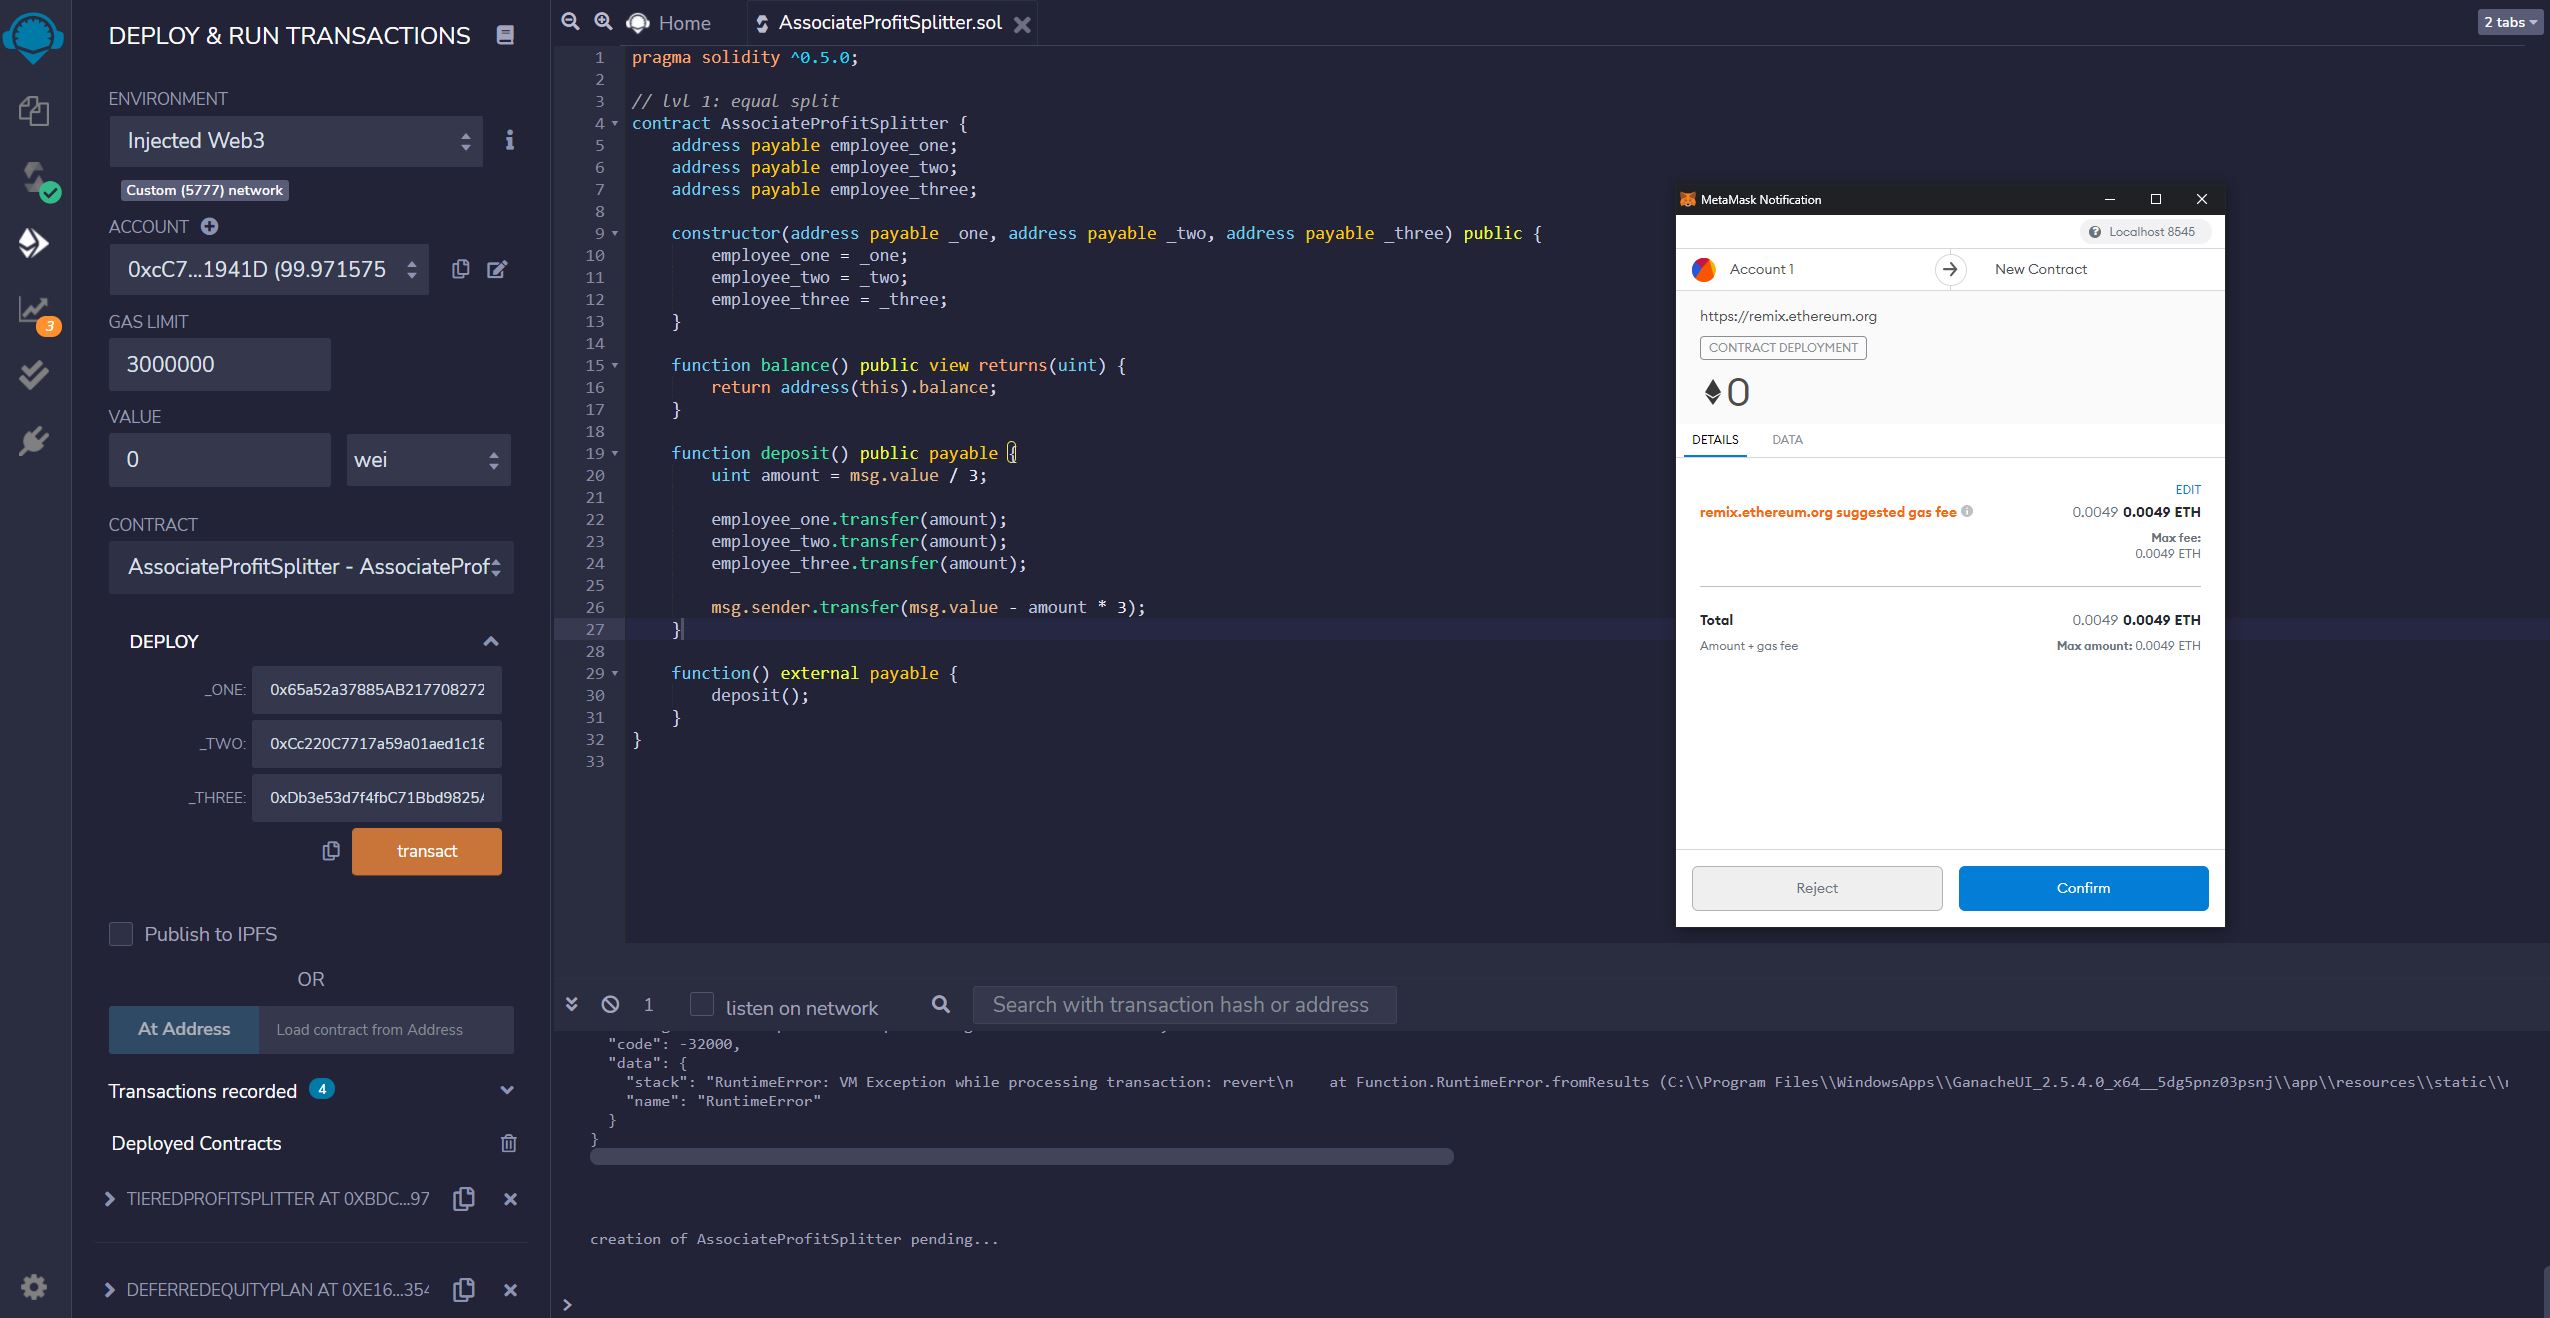 DEPLOY & RUN TRANSACTIONS
ENVIRONMENT
Injected Web3
Custom (5777) network
ACCOUNT
0xcC7...1941D (99.971575
GAS LIMIT
3000000
VALUE
0
wei
CONTRACT
AssociateProfitSplitter - AssociateProf
DEPLOY
_ONE:
0x65a52a37885AB217708272
_TWO:
0xCc220C7717a59a01aed1c18
_THREE:
0xDb3e53d7f4fbC71Bbd9825A
transact
Publish to IPFS
OR
At Address
Load contract from Address
Transactions recorded 4
Deployed Contracts
TIEREDPROFITSPLITTER AT 0XBDC...97
DEFERREDEQUITYPLAN AT 0XE16...354
3
Home
AssociateProfitSplitter.sol
2 tabs
1 pragma solidity ^0.5.0;
2
3 // lvl 1: equal split
4 contract AssociateProfitSplitter {
5 address payable employee_one;
6 address payable employee_two;
7 address payable employee_three;
8
9 constructor(address payable _one, address payable _two, address payable _three) public {
10 employee_one = _one;
11 employee_two = _two;
12 employee_three = _three;
13 }
14
15 function balance() public view returns(uint) {
16 return address(this).balance;
17 }
18
19 function deposit() public payable {
20 uint amount = msg.value / 3;
21
22 employee_one.transfer(amount);
23 employee_two.transfer(amount);
24 employee_three.transfer(amount);
25
26 msg.sender.transfer(msg.value - amount * 3);
27 }
28
29 function() external payable {
30 deposit();
31 }
32 }
33
MetaMask Notification
Localhost 8545
Account 1
New Contract
https://remix.ethereum.org
CONTRACT DEPLOYMENT
0
DETAILS
DATA
EDIT
remix.ethereum.org suggested gas fee
0.0049 0.0049 ETH
Max fee:
0.0049 ETH
Total
0.0049 0.0049 ETH
Amount + gas fee
Max amount: 0.0049 ETH
Reject
Confirm
1
listen on network
Search with transaction hash or address
"code": -32000,
"data": {
"stack": "RuntimeError: VM Exception while processing transaction: revert\n    at Function.RuntimeError.fromResults (C:\\Program Files\\WindowsApps\\GanacheUI_2.5.4.0_x64__5dg5pnz03psnj\\app\\resources\\static\\
"name": "RuntimeError"
}
}
creation of AssociateProfitSplitter pending...
>